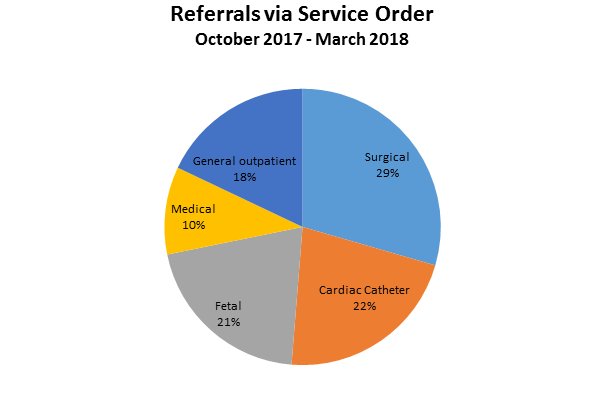 Referrals via Service Order
October 2017 - March 2018
General outpatient
18%
Surgical
29%
Medical
10%
Cardiac Catheter
22%
Fetal
21%